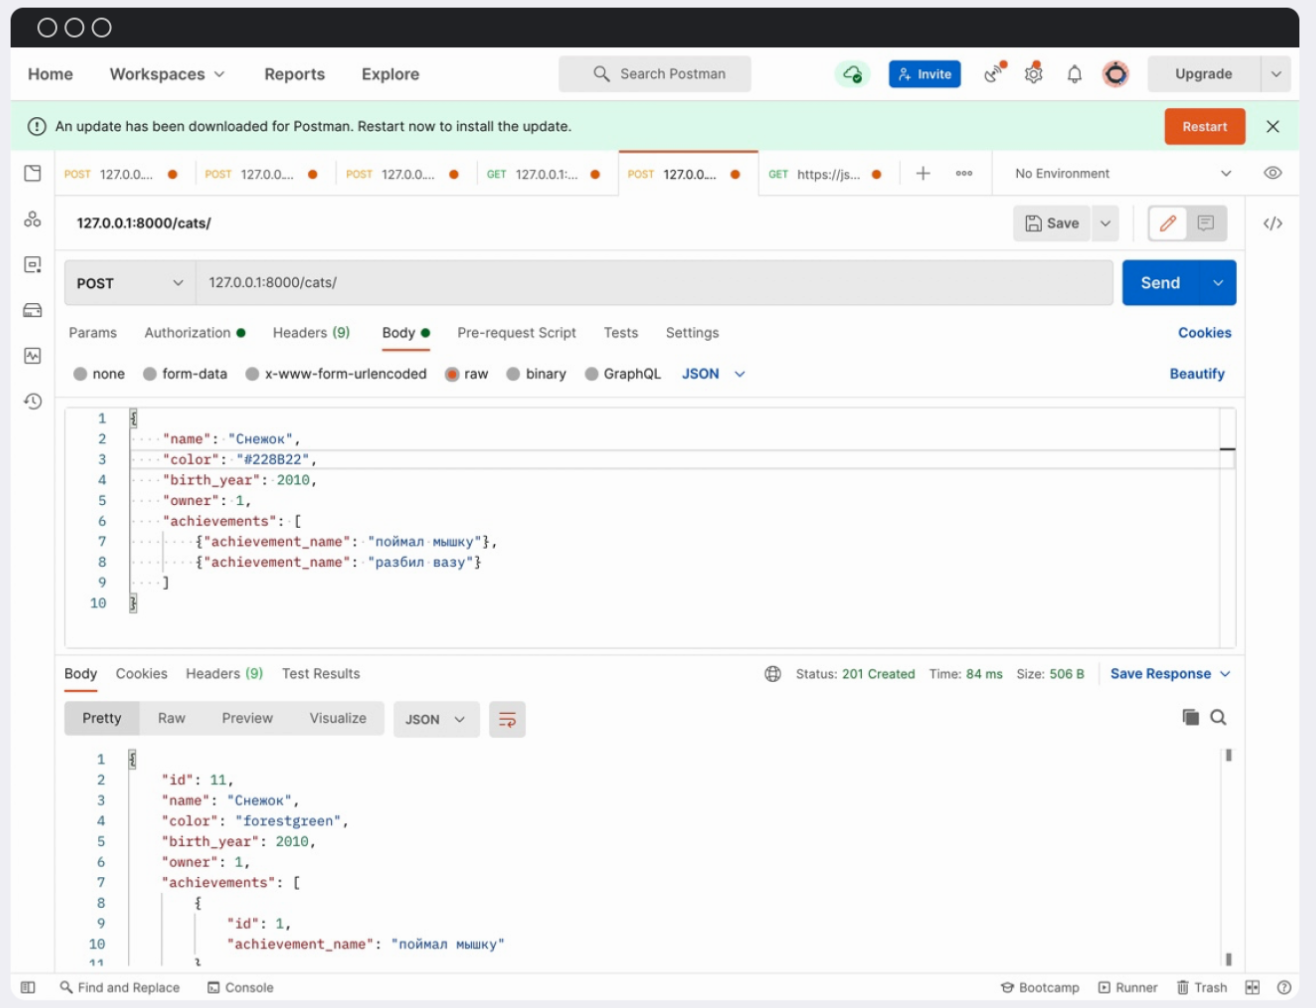 Home Workspaces Reports Explore Search Postman Invite Upgrade
An update has been downloaded for Postman. Restart now to install the update. Restart
POST 127.0.0.... POST 127.0.0.... POST 127.0.0.... GET 127.0.0.1:... POST 127.0.0.... GET https://js... No Environment
127.0.0.1:8000/cats/ Save
POST 127.0.0.1:8000/cats/ Send
Params Authorization Headers (9) Body Pre-request Script Tests Settings Cookies
none form-data x-www-form-urlencoded raw binary GraphQL JSON Beautify
1 {
2 "name": "Снежок",
3 "color": "#228B22",
4 "birth_year": 2010,
5 "owner": 1,
6 "achievements": [
7 {"achievement_name": "поймал мышку"},
8 {"achievement_name": "разбил вазу"}
9 ]
10 }
Body Cookies Headers (9) Test Results Status: 201 Created Time: 84 ms Size: 506 B Save Response
Pretty Raw Preview Visualize JSON
1 {
2 "id": 11,
3 "name": "Снежок",
4 "color": "forestgreen",
5 "birth_year": 2010,
6 "owner": 1,
7 "achievements": [
8 {
9 "id": 1,
10 "achievement_name": "поймал мышку"
11 }
Find and Replace Console Bootcamp Runner Trash